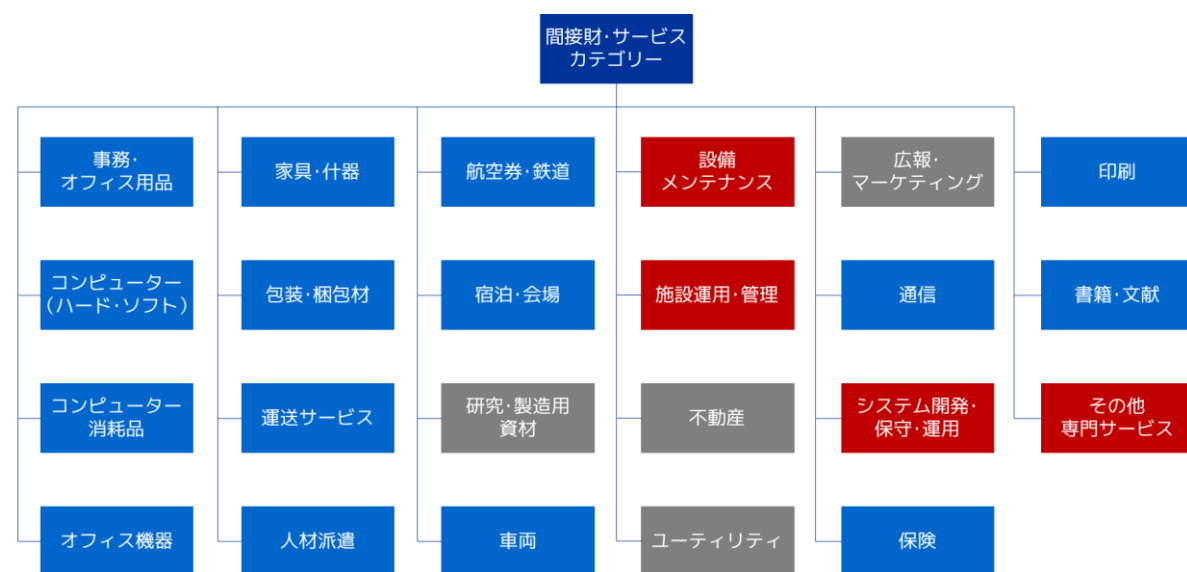 間接財・サービス
カテゴリー
事務・
オフィス用品
コンピューター
(ハード・ソフト)
コンピューター
消耗品
オフィス機器
家具・什器
包装・梱包材
運送サービス
人材派遣
航空券・鉄道
宿泊・会場
研究・製造用
資材
車両
設備
メンテナンス
施設運用・管理
不動産
ユーティリティ
広報・
マーケティング
通信
システム開発・
保守・運用
保険
印刷
書籍・文献
その他
専門サービス